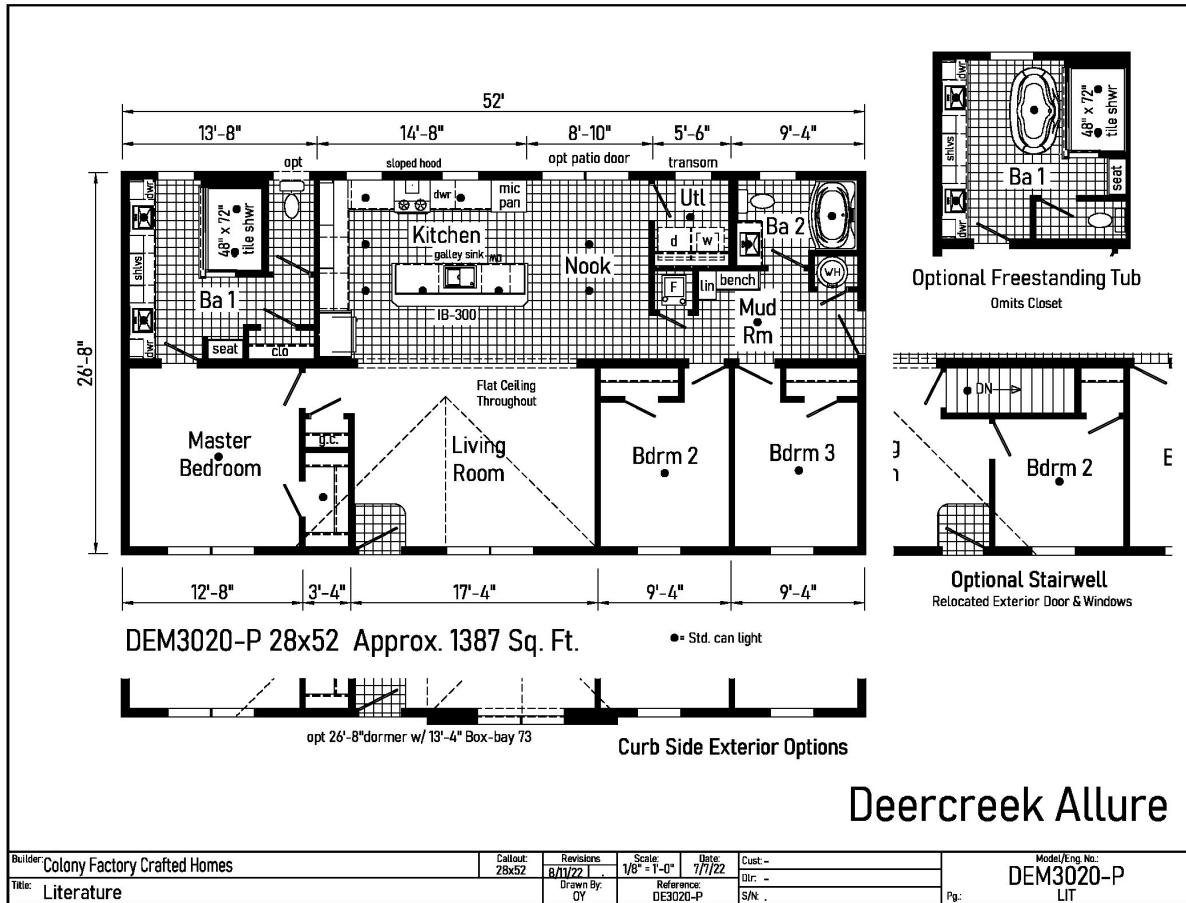 52'
13'-8" 14'-8" 8'-10" 5'-6" 9'-4"
opt sloped hood opt patio door transom
26'-8"
dwr
shlvs
dwr
48" x 72"
tile shwr
Ba 1
seat
clo
dwr
mic
pan
Kitchen
galley sink
DW
IB-300
Nook
Utl
d w
F
lin
bench
Ba 2
WH
Mud
Rm
Master
Bedroom
g.c.
Flat Ceiling
Throughout
Living
Room
Bdrm 2
Bdrm 3
12'-8" 3'-4" 17'-4" 9'-4" 9'-4"
DEM3020-P 28x52 Approx. 1387 Sq. Ft.
= Std. can light
opt 26'-8"dormer w/ 13'-4" Box-bay 73
Curb Side Exterior Options
dwr
shlvs
dwr
48" x 72"
tile shwr
Ba 1
seat
Optional Freestanding Tub
Omits Closet
DN
g
n
Bdrm 2
B
Optional Stairwell
Relocated Exterior Door & Windows
Deercreek Allure
Builder: Colony Factory Crafted Homes
Title: Literature
Callout:
28x52
Revisions
8/11/22 .
Scale:
1/8" = 1'-0"
Date:
7/7/22
Drawn By:
OY
Reference:
DE3020-P
Cust: -
Dlr: -
S/N: .
Model/Eng. No.:
DEM3020-P
Pg.: LIT